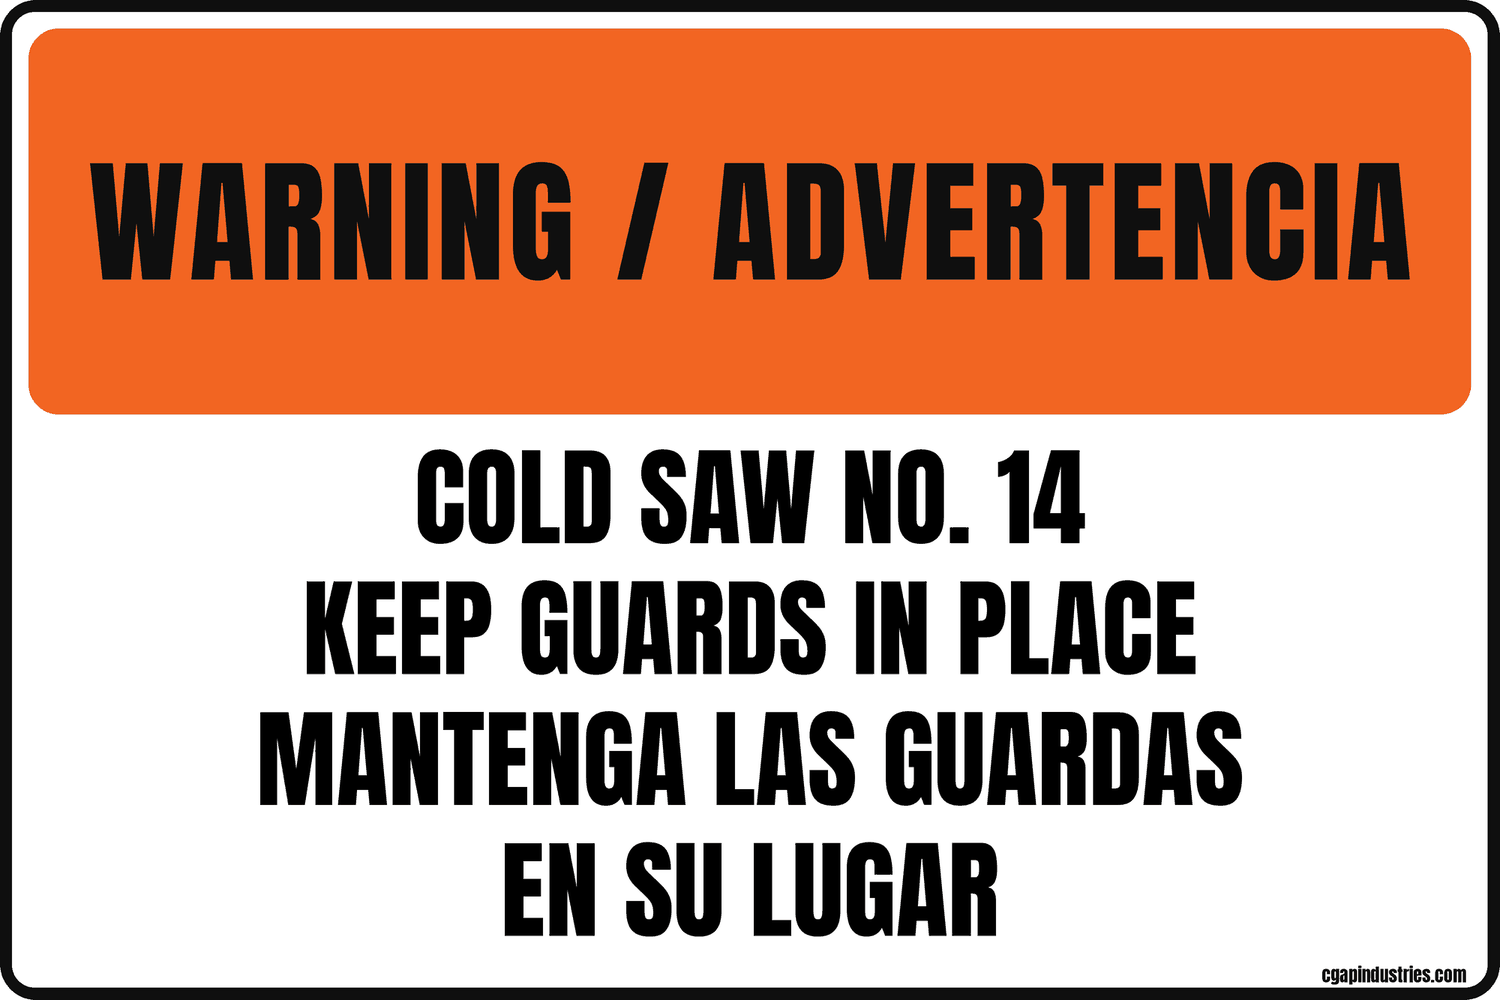 WARNING / ADVERTENCIA
COLD SAW NO. 14
KEEP GUARDS IN PLACE
MANTENGA LAS GUARDAS
EN SU LUGAR
cgapindustries.com